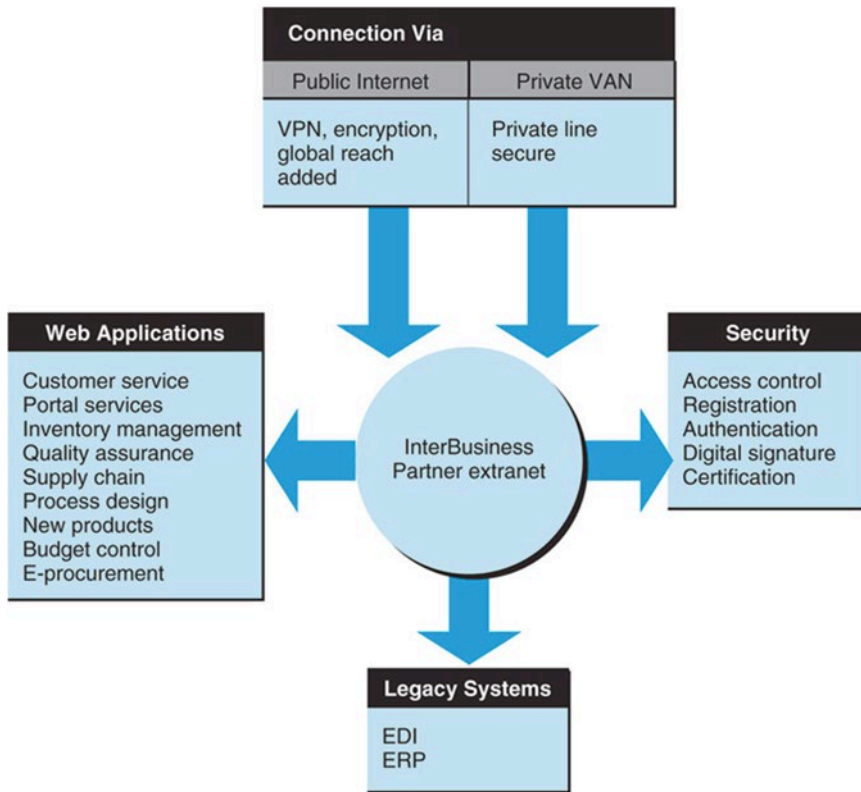 Connection Via
Public Internet
Private VAN
VPN, encryption,
global reach
added
Private line
secure
Web Applications
Customer service
Portal services
Inventory management
Quality assurance
Supply chain
Process design
New products
Budget control
E-procurement
InterBusiness
Partner extranet
Security
Access control
Registration
Authentication
Digital signature
Certification
Legacy Systems
EDI
ERP